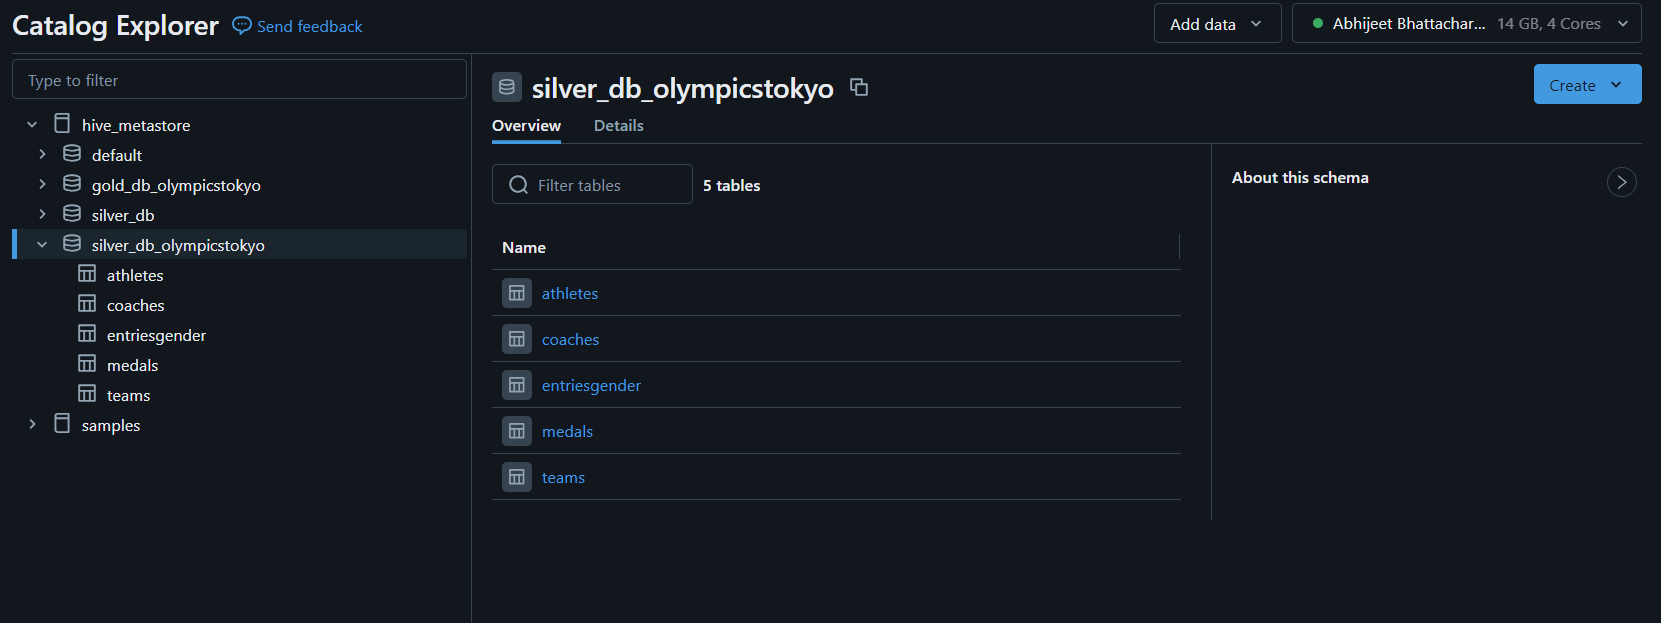 Catalog Explorer
Send feedback
Add data
Abhijeet Bhattachar... 14 GB, 4 Cores
Type to filter
hive_metastore
default
gold_db_olympicstokyo
silver_db
silver_db_olympicstokyo
athletes
coaches
entriesgender
medals
teams
samples
silver_db_olympicstokyo
Create
Overview
Details
Filter tables
5 tables
Name
athletes
coaches
entriesgender
medals
teams
About this schema